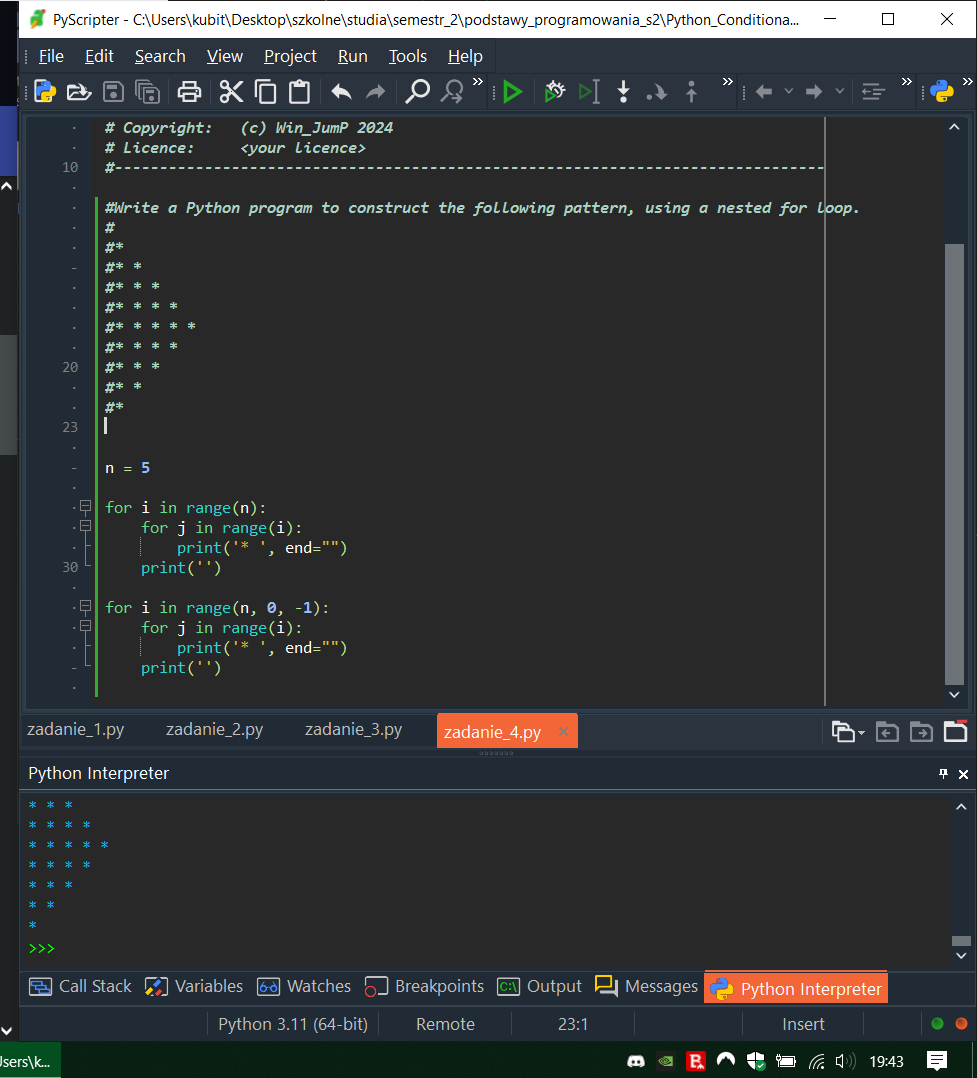 PyScripter - C:\Users\kubit\Desktop\szkolne\studia\semestr_2\podstawy_programowania_s2\Python_Conditiona...
File Edit Search View Project Run Tools Help
# Copyright: (c) Win_JumP 2024
# Licence: <your licence>
10 #-------------------------------------------------------------------------------
#Write a Python program to construct the following pattern, using a nested for loop.
#
#*
#* *
#* * *
#* * * *
#* * * * *
#* * * *
20 #* * *
#* *
#*
23
n = 5
for i in range(n):
    for j in range(i):
        print('* ', end="")
30     print('')
for i in range(n, 0, -1):
    for j in range(i):
        print('* ', end="")
    print('')
zadanie_1.py zadanie_2.py zadanie_3.py zadanie_4.py
Python Interpreter
* * *
* * * *
* * * * *
* * * *
* * *
* *
*
>>>
Call Stack Variables Watches Breakpoints C:\ Output Messages Python Interpreter
Python 3.11 (64-bit) Remote 23:1 Insert
Jsers\k... 19:43